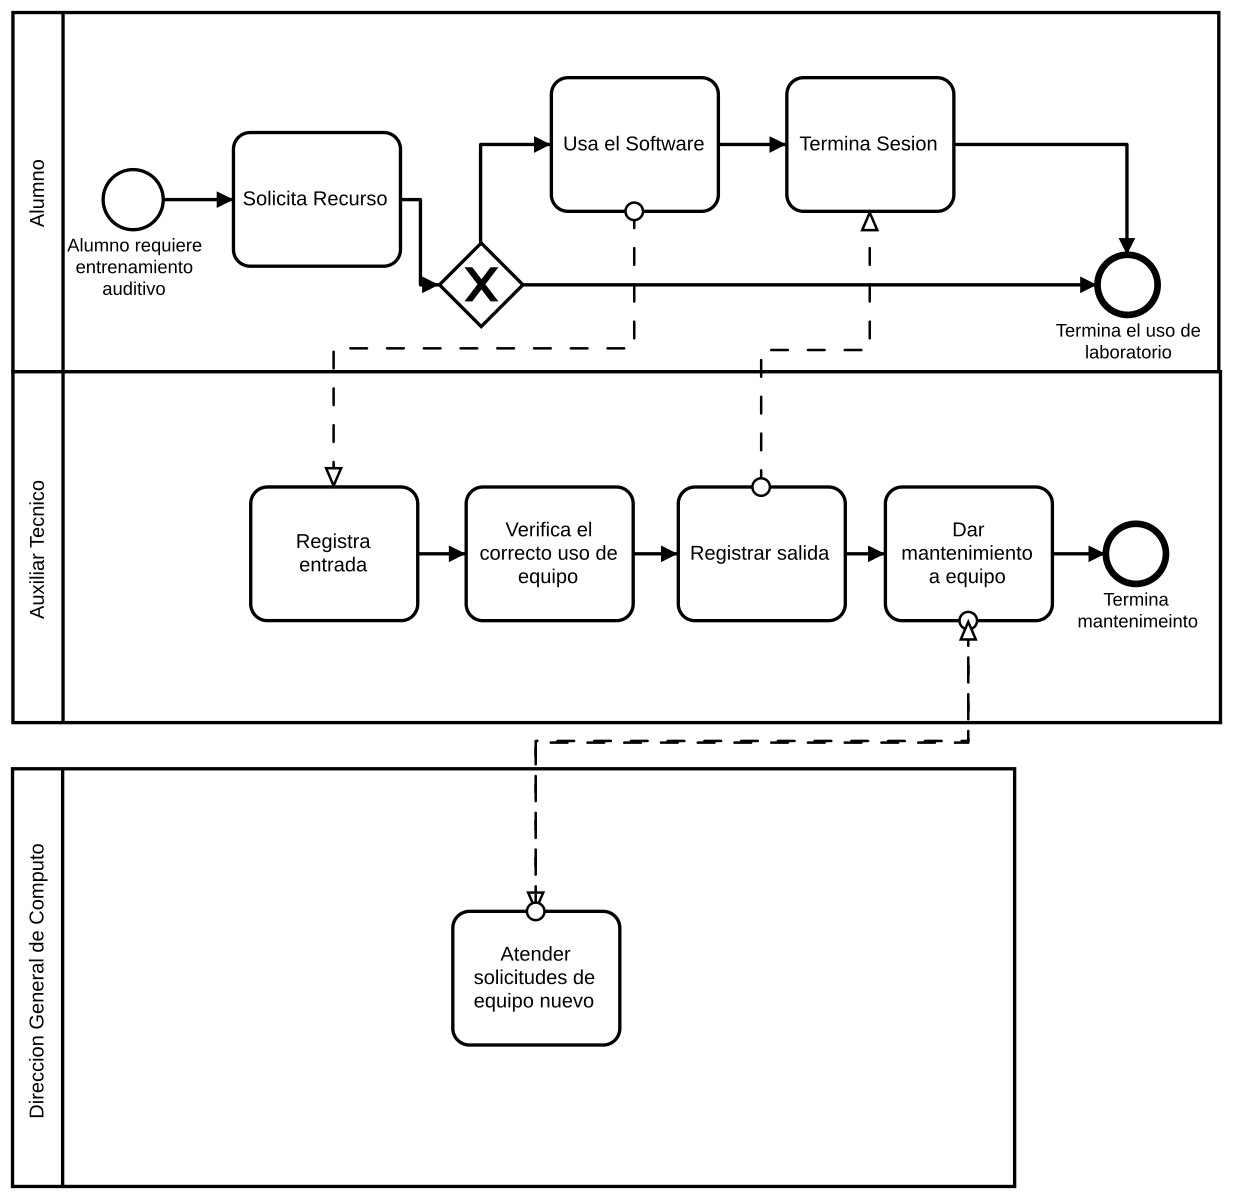 Alumno
Usa el Software
Termina Sesion
Solicita Recurso
Alumno requiere
entrenamiento
auditivo
X
Termina el uso de
laboratorio
Auxiliar Tecnico
Registra
entrada
Verifica el
correcto uso de
equipo
Registrar salida
Dar
mantenimiento
a equipo
Termina
mantenimeinto
Direccion General de Computo
Atender
solicitudes de
equipo nuevo